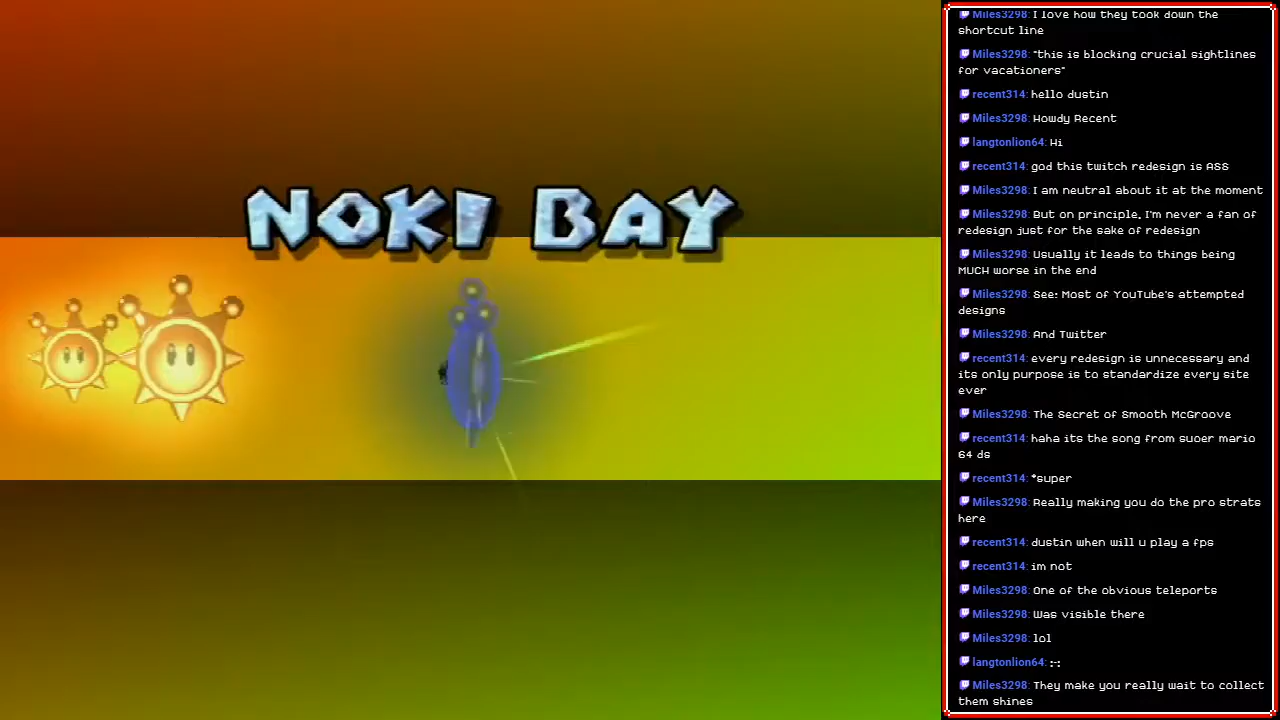 NOKI BAY
Miles3298: I love how they took down the
shortcut line
Miles3298: "this is blocking crucial sightlines
for vacationers"
recent314: hello dustin
Miles3298: Howdy Recent
langtonlion64: Hi
recent314: god this twitch redesign is ASS
Miles3298: I am neutral about it at the moment
Miles3298: But on principle, I'm never a fan of
redesign just for the sake of redesign
Miles3298: Usually it leads to things being
MUCH worse in the end
Miles3298: See: Most of YouTube's attempted
designs
Miles3298: And Twitter
recent314: every redesign is unnecessary and
its only purpose is to standardize every site
ever
Miles3298: The Secret of Smooth McGroove
recent314: haha its the song from suoer mario
64 ds
recent314: *super
Miles3298: Really making you do the pro strats
here
recent314: dustin when will u play a fps
recent314: im not
Miles3298: One of the obvious teleports
Miles3298: Was visible there
Miles3298: lol
langtonlion64: :-:
Miles3298: They make you really wait to collect
them shines